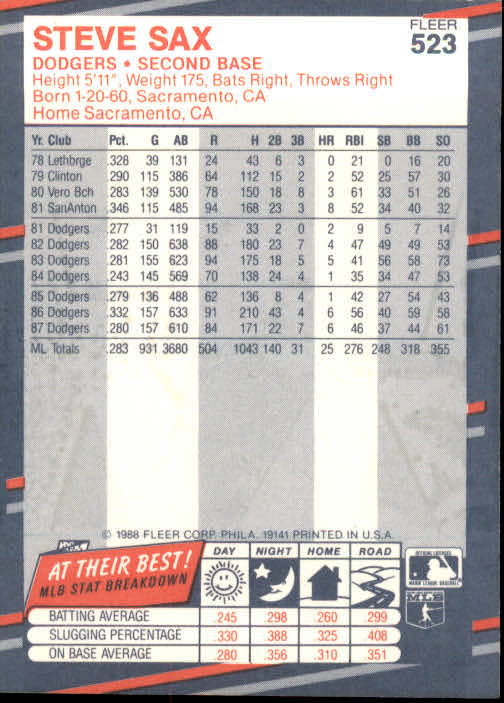 STEVE SAX
FLEER
523
DODGERS • SECOND BASE
Height 5'11", Weight 175, Bats Right, Throws Right
Born 1-20-60, Sacramento, CA
Home Sacramento, CA
Yr. Club Pct. G AB R H 2B 3B HR RBI SB BB SO
78 Lethbrge .328 39 131 24 43 6 3 0 21 0 16 20
79 Clinton .290 115 386 64 112 15 2 2 52 25 57 30
80 Vero Bch .283 139 530 78 150 18 8 3 61 33 51 26
81 SanAnton .346 115 485 94 168 23 3 8 52 34 40 32
81 Dodgers .277 31 119 15 33 2 0 2 9 5 7 14
82 Dodgers .282 150 638 88 180 23 7 4 47 49 49 53
83 Dodgers .281 155 623 94 175 18 5 5 41 56 58 73
84 Dodgers .243 145 569 70 138 24 4 1 35 34 47 53
85 Dodgers .279 136 488 62 136 8 4 1 42 27 54 43
86 Dodgers .332 157 633 91 210 43 4 6 56 40 59 58
87 Dodgers .280 157 610 84 171 22 7 6 46 37 44 61
ML Totals .283 931 3680 504 1043 140 31 25 276 248 318 355
© 1988 FLEER CORP. PHILA. 19141 PRINTED IN U.S.A.
AT THEIR BEST!
MLB STAT BREAKDOWN
DAY NIGHT HOME ROAD
OFFICIAL LICENSEE
MAJOR LEAGUE BASEBALL
MLB
BATTING AVERAGE .245 .298 .260 .299
SLUGGING PERCENTAGE .330 .388 .325 .408
ON BASE AVERAGE .280 .356 .310 .351